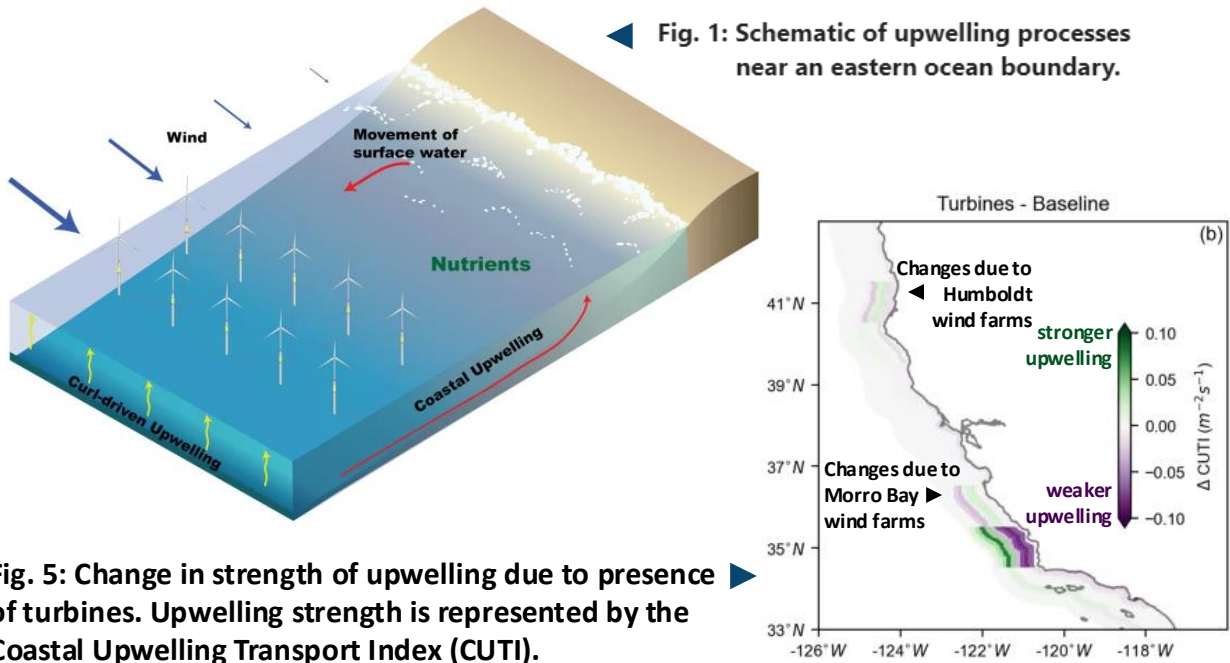 Fig. 1: Schematic of upwelling processes
near an eastern ocean boundary.
Wind
Movement of
surface water
Nutrients
Coastal Upwelling
Curl-driven Upwelling
Turbines - Baseline
(b)
Changes due to
Humboldt
wind farms
stronger
upwelling
Changes due to
Morro Bay
wind farms
weaker
upwelling
41°N
39°N
37°N
35°N
33°N
-126°W
-124°W
-122°W
-120°W
-118°W
0.10
0.05
0.00
−0.05
−0.10
Δ CUTI (m⁻²s⁻¹)
ig. 5: Change in strength of upwelling due to presence
of turbines. Upwelling strength is represented by the
Coastal Upwelling Transport Index (CUTI).